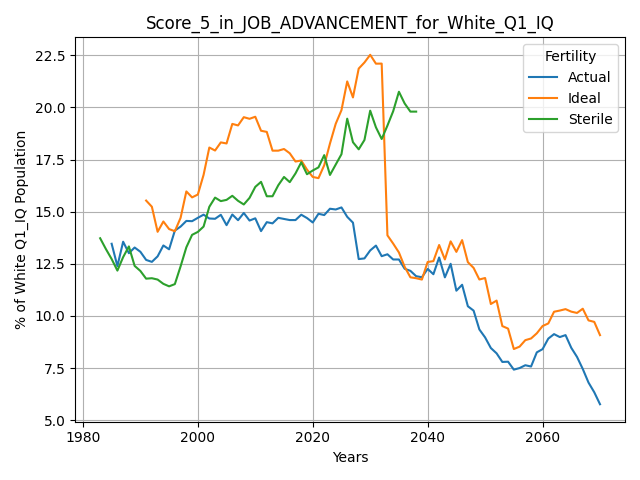 Score_5_in_JOB_ADVANCEMENT_for_White_Q1_IQ
% of White Q1_IQ Population
22.5
20.0
17.5
15.0
12.5
10.0
7.5
5.0
Fertility
Actual
Ideal
Sterile
1980
2000
2020
2040
2060
Years